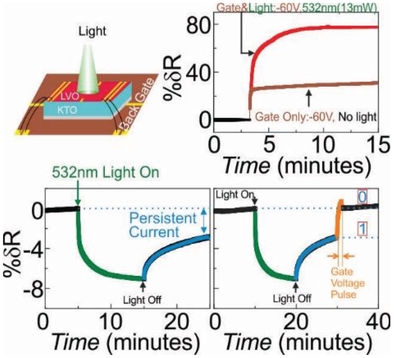 Light
LVO
KTO
Back Gate
Gate&Light:-60V,532nm(13mW)
%δR
80
60
40
20
0
Gate Only:-60V, No light
0 5 10 15
Time (minutes)
532nm Light On
%δR
0
-4
-8
Persistent
Current
Light Off
0 10 20
Time (minutes)
Light On
0
1
Gate
Voltage
Pulse
Light Off
0 20 40
Time (minutes)